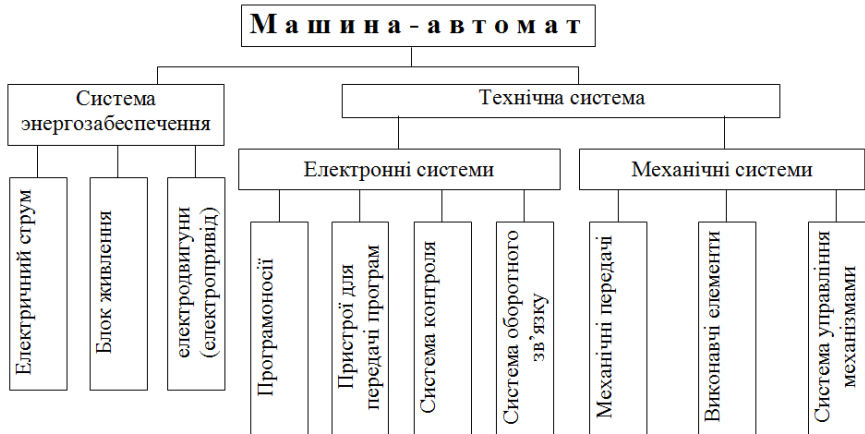 Машина-автомат
Система
энергозабеспечення
Технічна система
Електронні системи
Механічні системи
Електричний струм
Блок живлення
електродвигуни
(електропривід)
Програмоносії
Пристрої для
передачі програм
Система контроля
Система оборотного
зв’язку
Механічні передачі
Виконавчі елементи
Система управління
механізмами